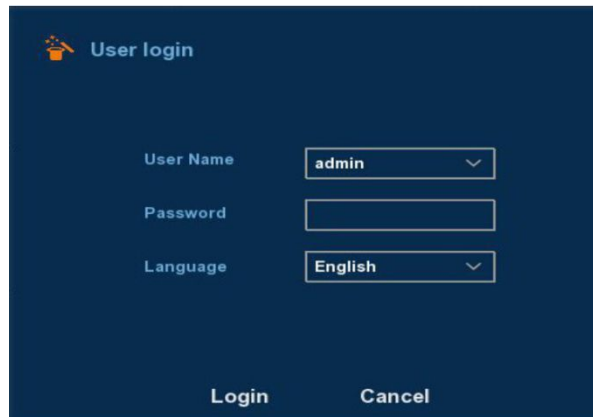 User login
User Name admin
Password
Language English
Login Cancel